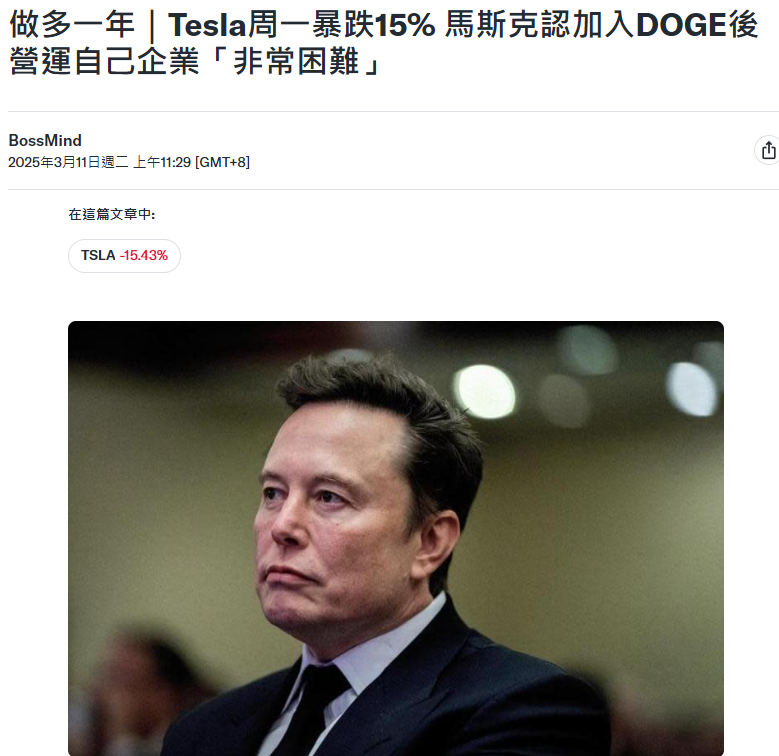 做多一年｜Tesla周一暴跌15% 馬斯克認加入DOGE後
營運自己企業「非常困難」
BossMind
2025年3月11日週二 上午11:29 [GMT+8]
在這篇文章中:
TSLA -15.43%